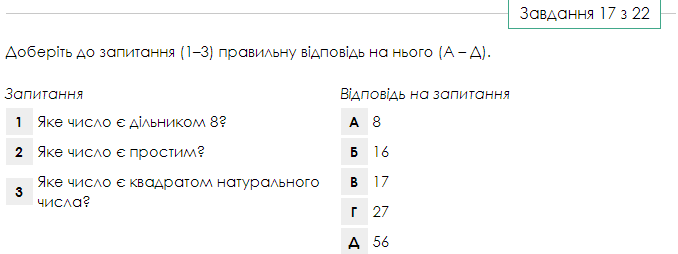 Завдання 17 з 22
Доберіть до запитання (1–3) правильну відповідь на нього (А – Д).
Запитання
Відповідь на запитання
1 Яке число є дільником 8?
А 8
2 Яке число є простим?
Б 16
3 Яке число є квадратом натурального
числа?
В 17
Г 27
Д 56